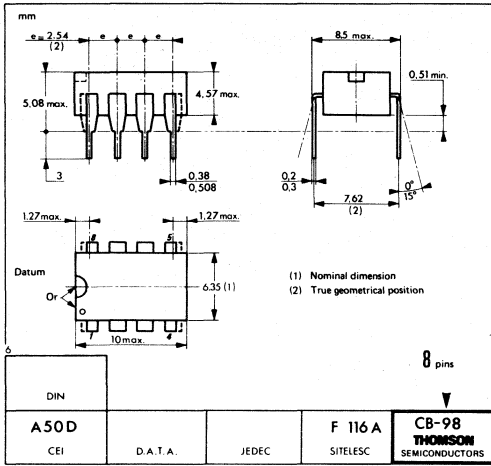 mm
e = 2.54
(2)
e
e
8,5 max.
5,08 max.
4,57 max.
0,51 min.
3
0,38
0,508
0,2
0,3
7,62
(2)
0°
15°
1.27 max.
1,27 max.
8
5
Datum
Or
6.35 (1)
(1) Nominal dimension
(2) True geometrical position
1
4
10 max.
6
8 pins
DIN
A50D
CEI
D.A.T.A.
JEDEC
F 116 A
SITELESC
CB-98
THOMSON
SEMICONDUCTORS